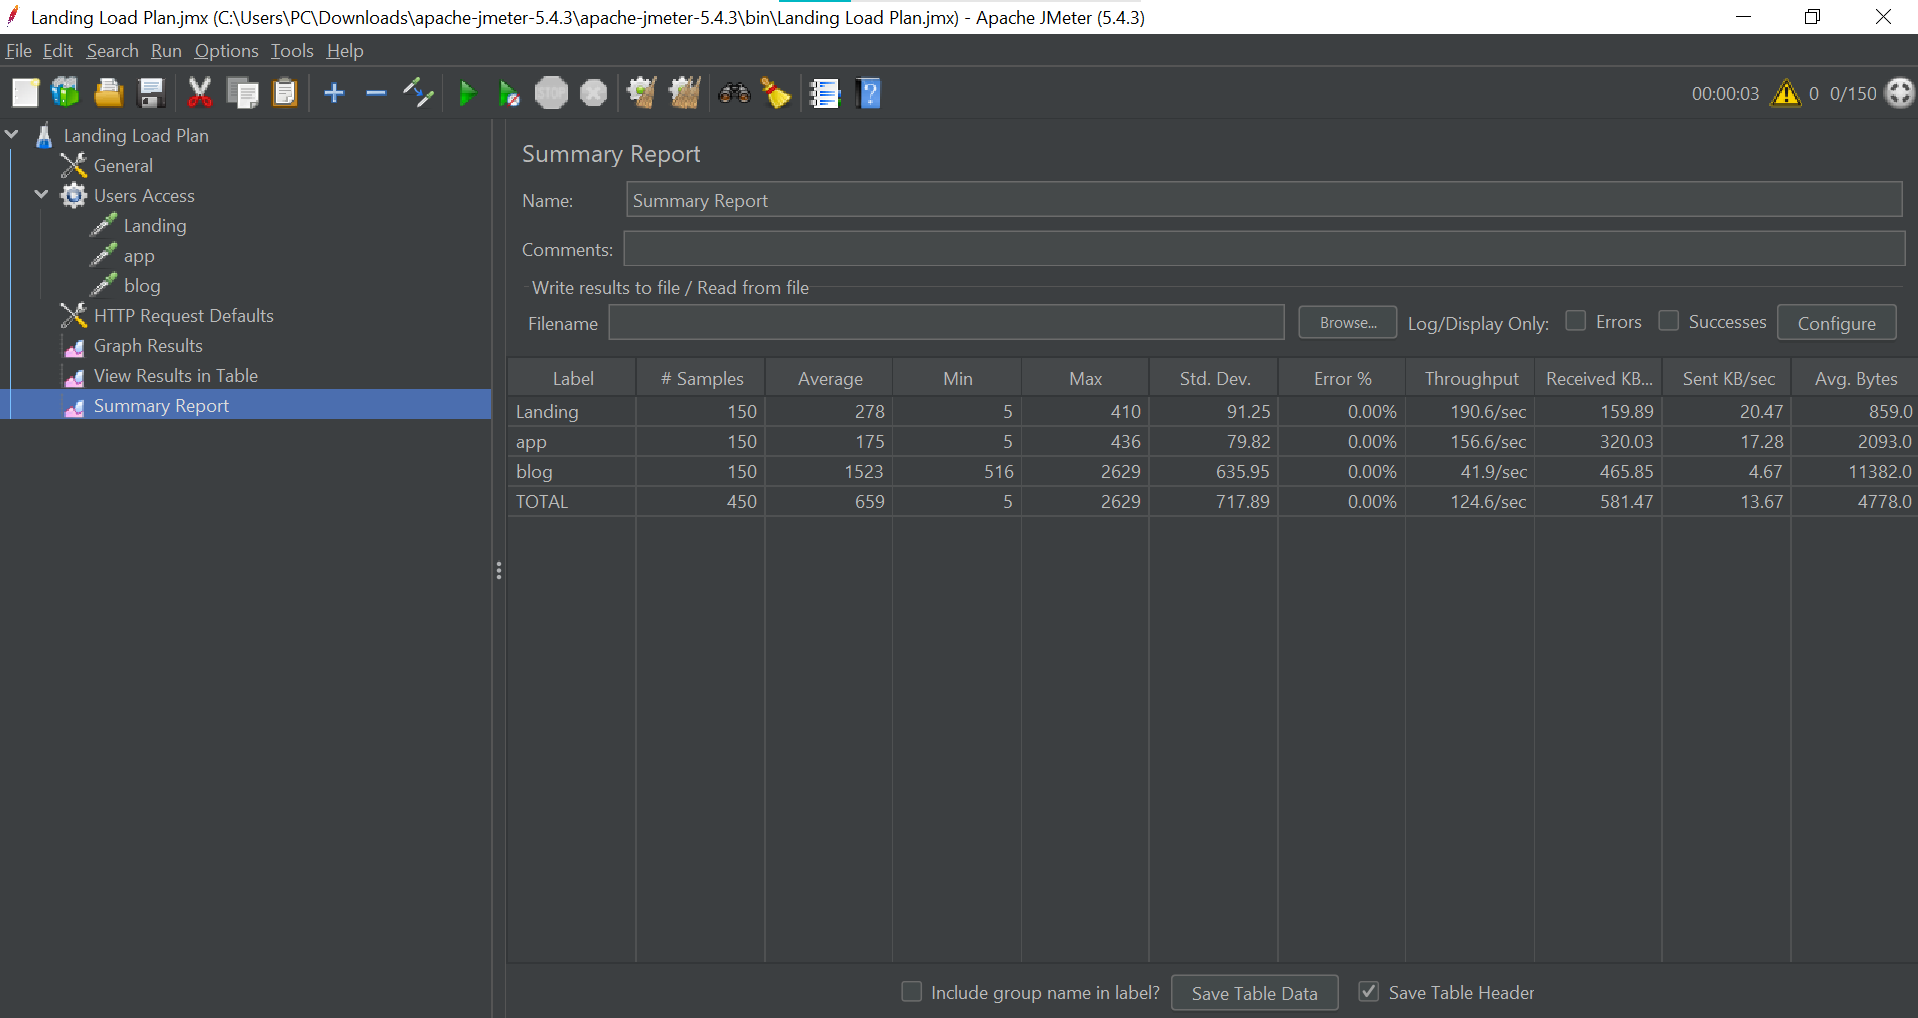 Landing Load Plan.jmx (C:\Users\PC\Downloads\apache-jmeter-5.4.3\apache-jmeter-5.4.3\bin\Landing Load Plan.jmx) - Apache JMeter (5.4.3)
File Edit Search Run Options Tools Help
STOP ? 00:00:03 0 0/150
Landing Load Plan
General
Users Access
Landing
app
blog
HTTP Request Defaults
Graph Results
View Results in Table
Summary Report
Summary Report
Name: Summary Report
Comments:
Write results to file / Read from file
Filename Browse... Log/Display Only: Errors Successes Configure
Label # Samples Average Min Max Std. Dev. Error % Throughput Received KB... Sent KB/sec Avg. Bytes
Landing 150 278 5 410 91.25 0.00% 190.6/sec 159.89 20.47 859.0
app 150 175 5 436 79.82 0.00% 156.6/sec 320.03 17.28 2093.0
blog 150 1523 516 2629 635.95 0.00% 41.9/sec 465.85 4.67 11382.0
TOTAL 450 659 5 2629 717.89 0.00% 124.6/sec 581.47 13.67 4778.0
Include group name in label? Save Table Data Save Table Header